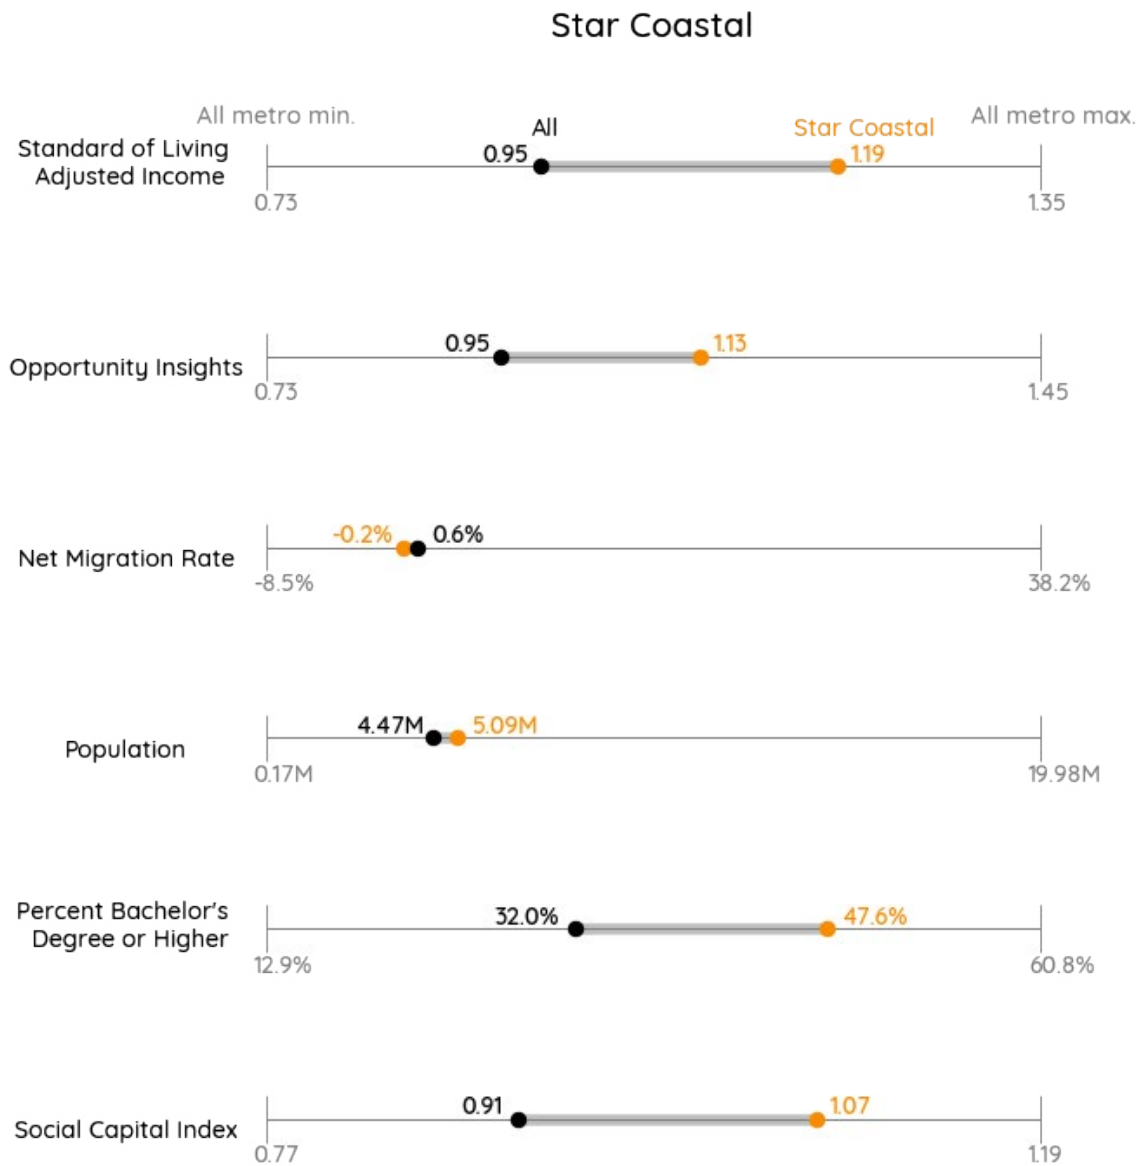 Star Coastal
All metro min.
All
Star Coastal
All metro max.
Standard of Living
Adjusted Income
0.95
1.19
0.73
1.35
Opportunity Insights
0.95
1.13
0.73
1.45
Net Migration Rate
-0.2%
0.6%
-8.5%
38.2%
Population
4.47M
5.09M
0.17M
19.98M
Percent Bachelor's
Degree or Higher
32.0%
47.6%
12.9%
60.8%
Social Capital Index
0.91
1.07
0.77
1.19